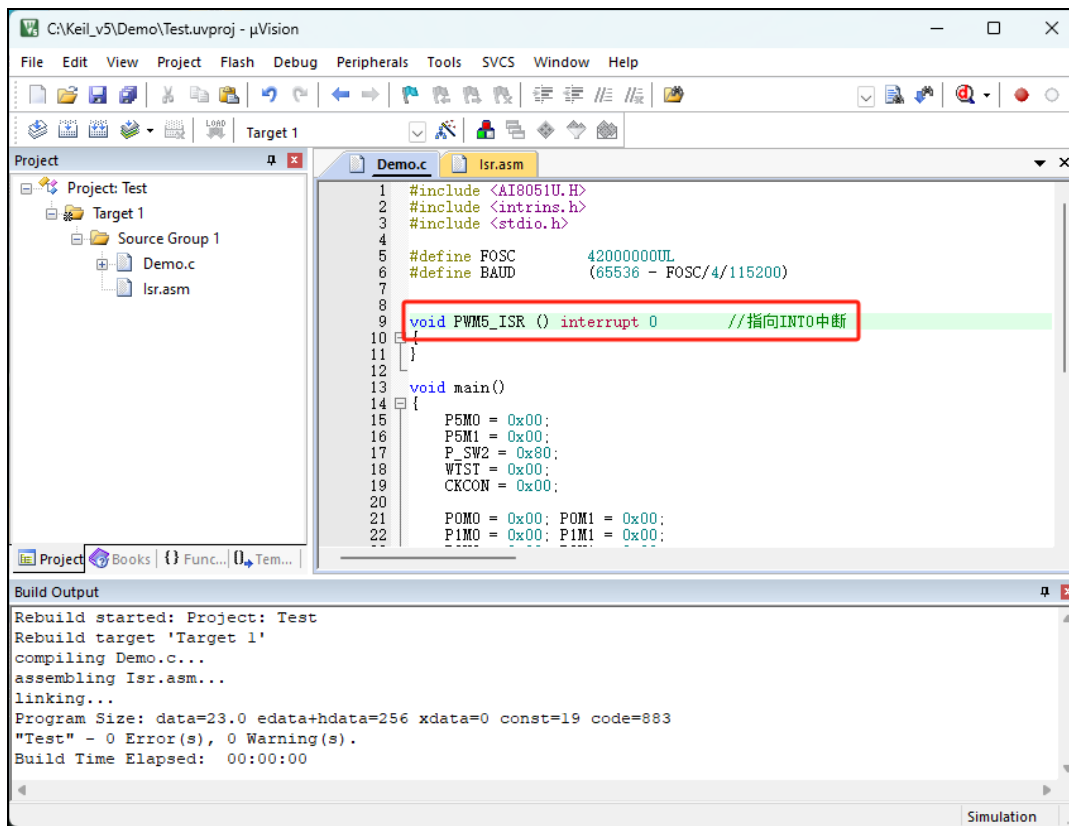 C:\Keil_v5\Demo\Test.uvproj - µVision
File Edit View Project Flash Debug Peripherals Tools SVCS Window Help
LOAD Target 1
Project
Project: Test
Target 1
Source Group 1
Demo.c
Isr.asm
Project Books {} Func... Tem...
Demo.c Isr.asm
1 #include <AI8051U.H>
2 #include <intrins.h>
3 #include <stdio.h>
4
5 #define FOSC 42000000UL
6 #define BAUD (65536 - FOSC/4/115200)
7
8
9 void PWM5_ISR () interrupt 0 //指向INT0中断
10 {
11 }
12
13 void main()
14 {
15 P5M0 = 0x00;
16 P5M1 = 0x00;
17 P_SW2 = 0x80;
18 WTST = 0x00;
19 CKCON = 0x00;
20
21 P0M0 = 0x00; P0M1 = 0x00;
22 P1M0 = 0x00; P1M1 = 0x00;
Build Output
Rebuild started: Project: Test
Rebuild target 'Target 1'
compiling Demo.c...
assembling Isr.asm...
linking...
Program Size: data=23.0 edata+hdata=256 xdata=0 const=19 code=883
"Test" - 0 Error(s), 0 Warning(s).
Build Time Elapsed: 00:00:00
Simulation